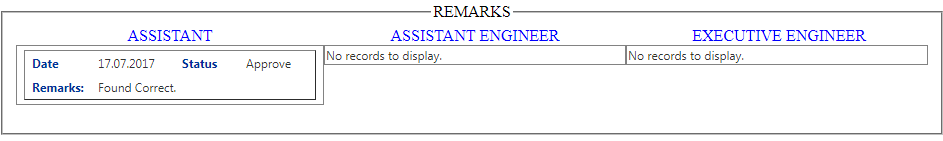 REMARKS
ASSISTANT ASSISTANT ENGINEER EXECUTIVE ENGINEER
Date 17.07.2017 Status Approve
Remarks: Found Correct.
No records to display.
No records to display.